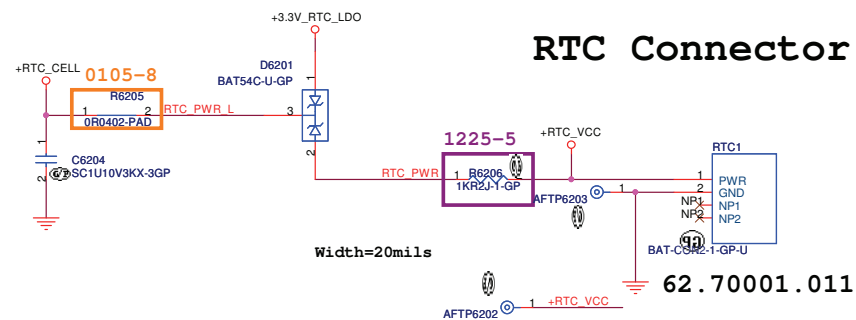 +3.3V_RTC_LDO
RTC Connector
+RTC_CELL
0105-8
D6201
BAT54C-U-GP
R6205
1
2
RTC_PWR_L
3
1
0R0402-PAD
1225-5
+RTC_VCC
RTC1
1
C6204
SC1U10V3KX-3GP
2
2
RTC_PWR
1
R6206
1KR2J-1-GP
1
PWR
2
GND
NP1
NP1
NP2
NP2
AFTP6203
1
Width=20mils
BAT-CON2-1-GP-U
62.70001.011
AFTP6202
1
+RTC_VCC